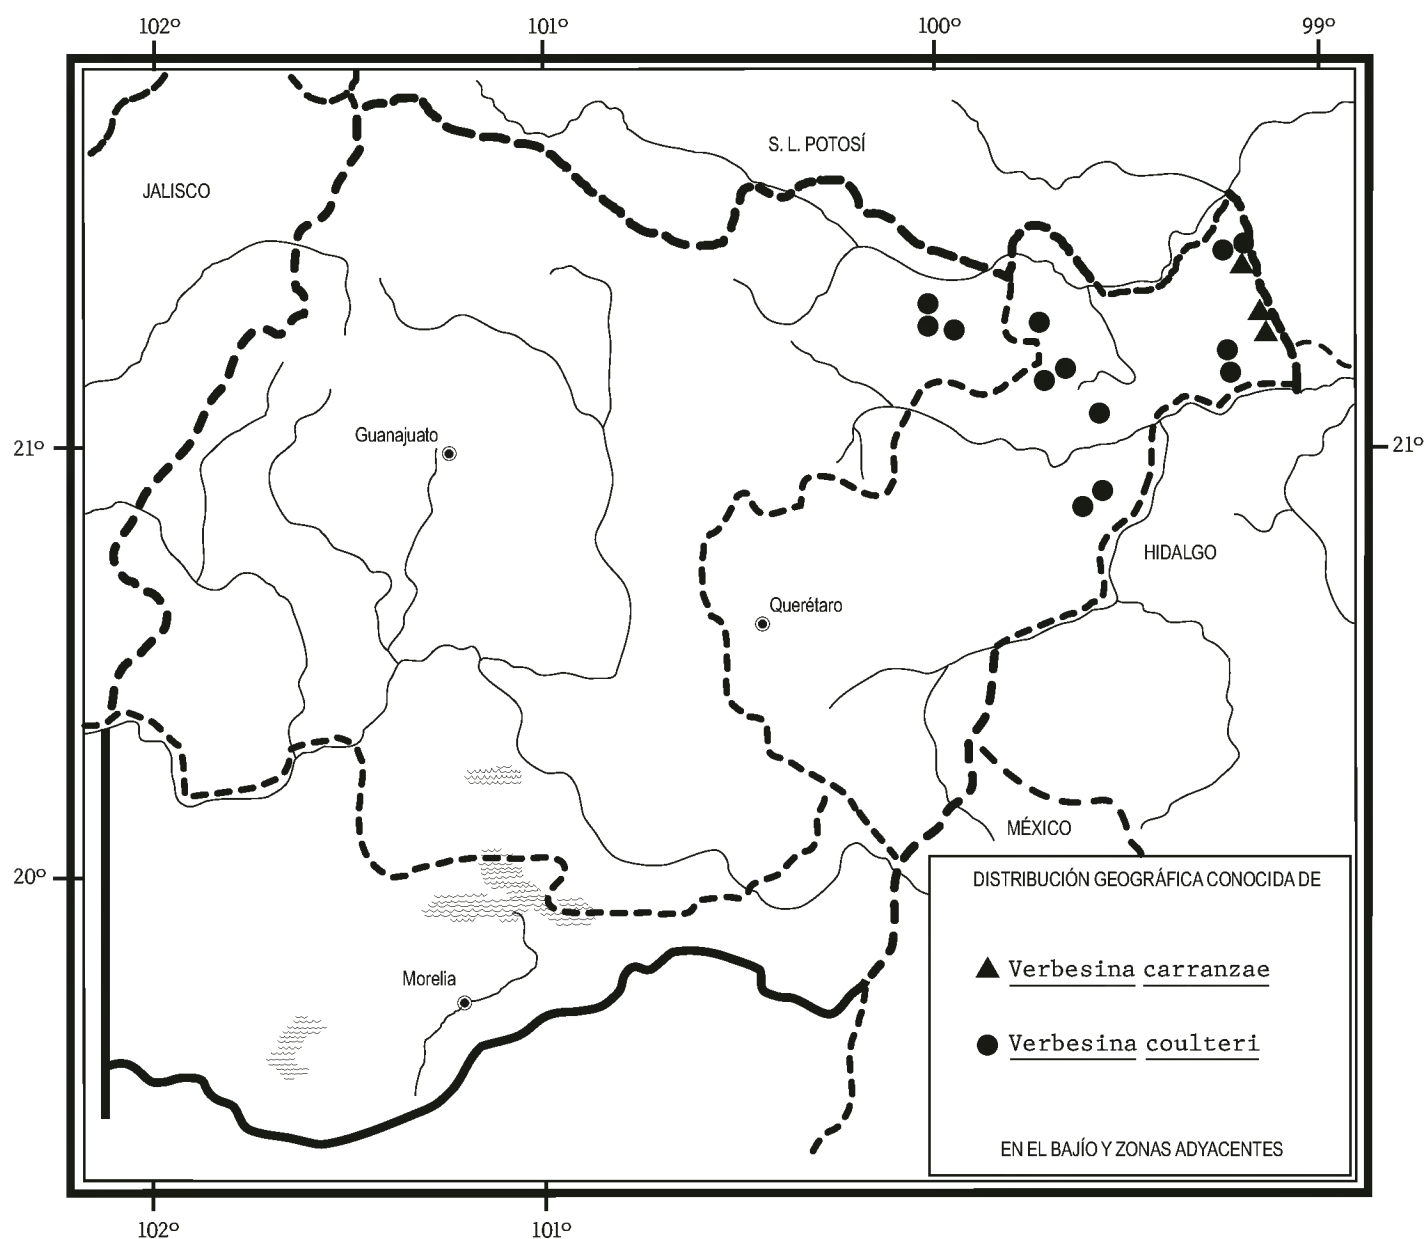 102º 101º 100º 99º
S. L. POTOSÍ
JALISCO
Guanajuato
21º 21º
HIDALGO
Querétaro
MÉXICO
20º
DISTRIBUCIÓN GEOGRÁFICA CONOCIDA DE
Verbesina carranzae
Morelia
Verbesina coulteri
EN EL BAJÍO Y ZONAS ADYACENTES
102º 101º